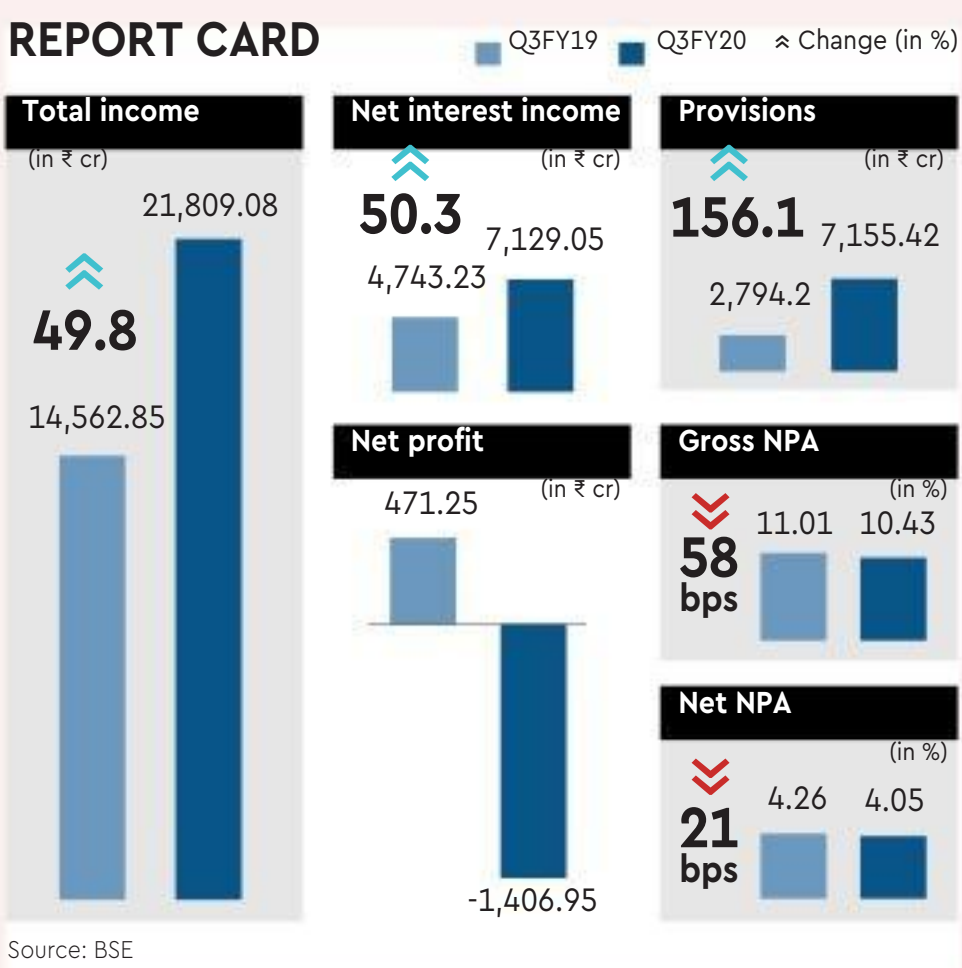 REPORT CARD
Q3FY19 Q3FY20 Change (in %)
Total income
(in ₹ cr)
21,809.08
49.8
14,562.85
Net interest income
(in ₹ cr)
50.3
7,129.05
4,743.23
Provisions
(in ₹ cr)
156.1
7,155.42
2,794.2
Net profit
(in ₹ cr)
471.25
-1,406.95
Gross NPA
(in %)
11.01 10.43
58
bps
Net NPA
(in %)
4.26 4.05
21
bps
Source: BSE